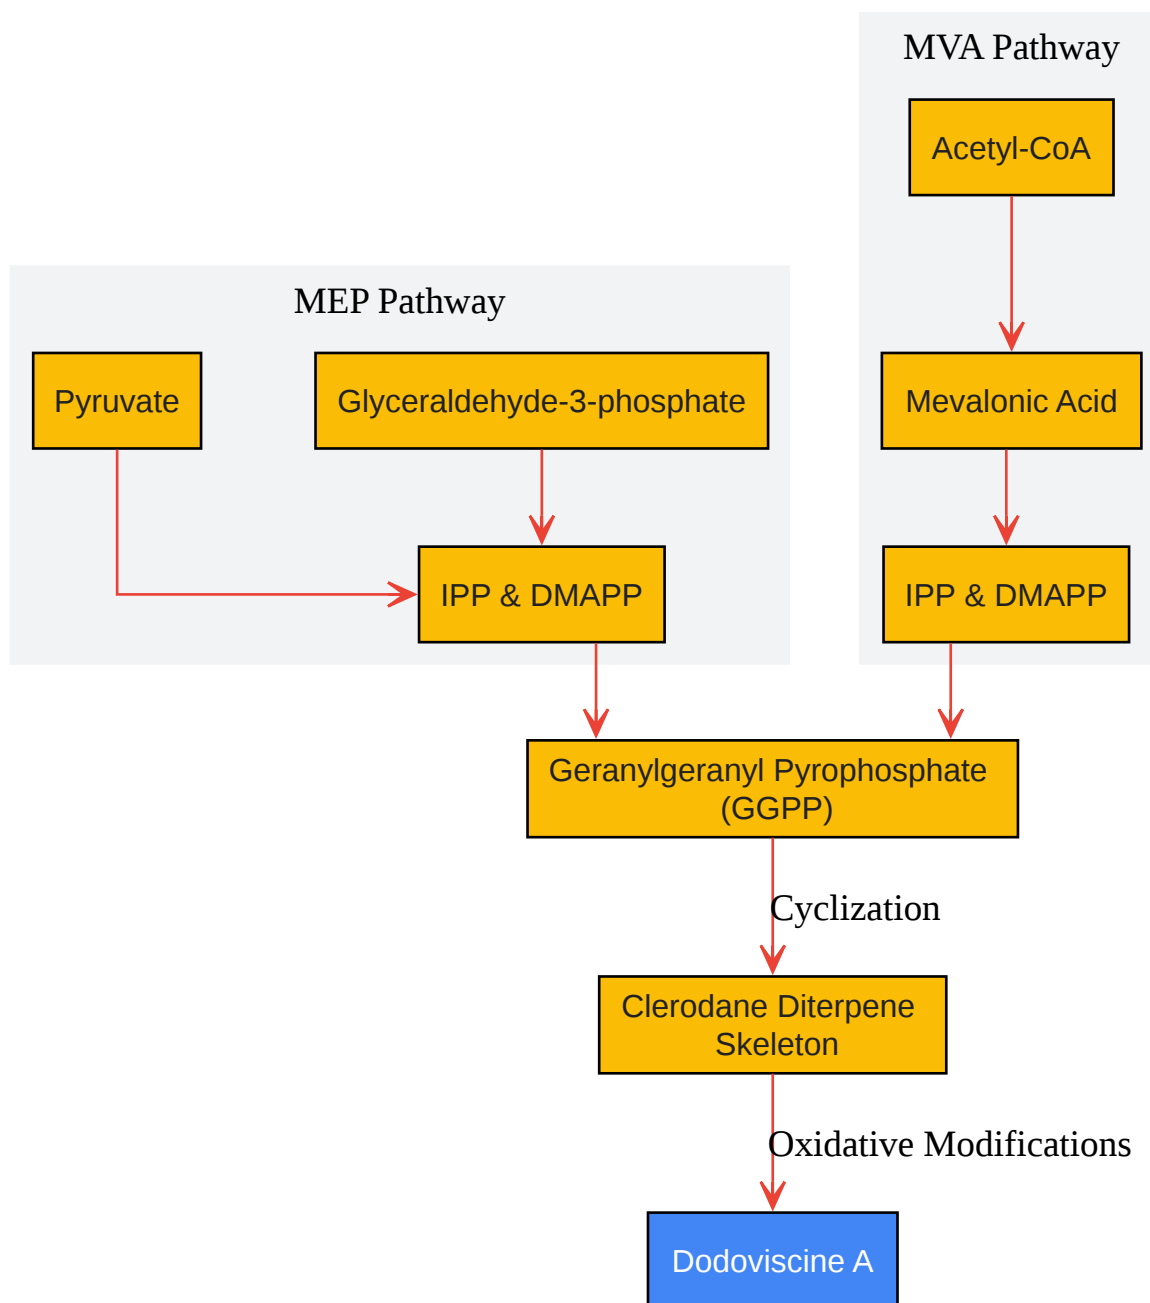 MVA Pathway
Acetyl-CoA
MEP Pathway
Pyruvate
Glyceraldehyde-3-phosphate
Mevalonic Acid
IPP & DMAPP
IPP & DMAPP
Geranylgeranyl Pyrophosphate
(GGPP)
Cyclization
Clerodane Diterpene
Skeleton
Oxidative Modifications
Dodoviscine A